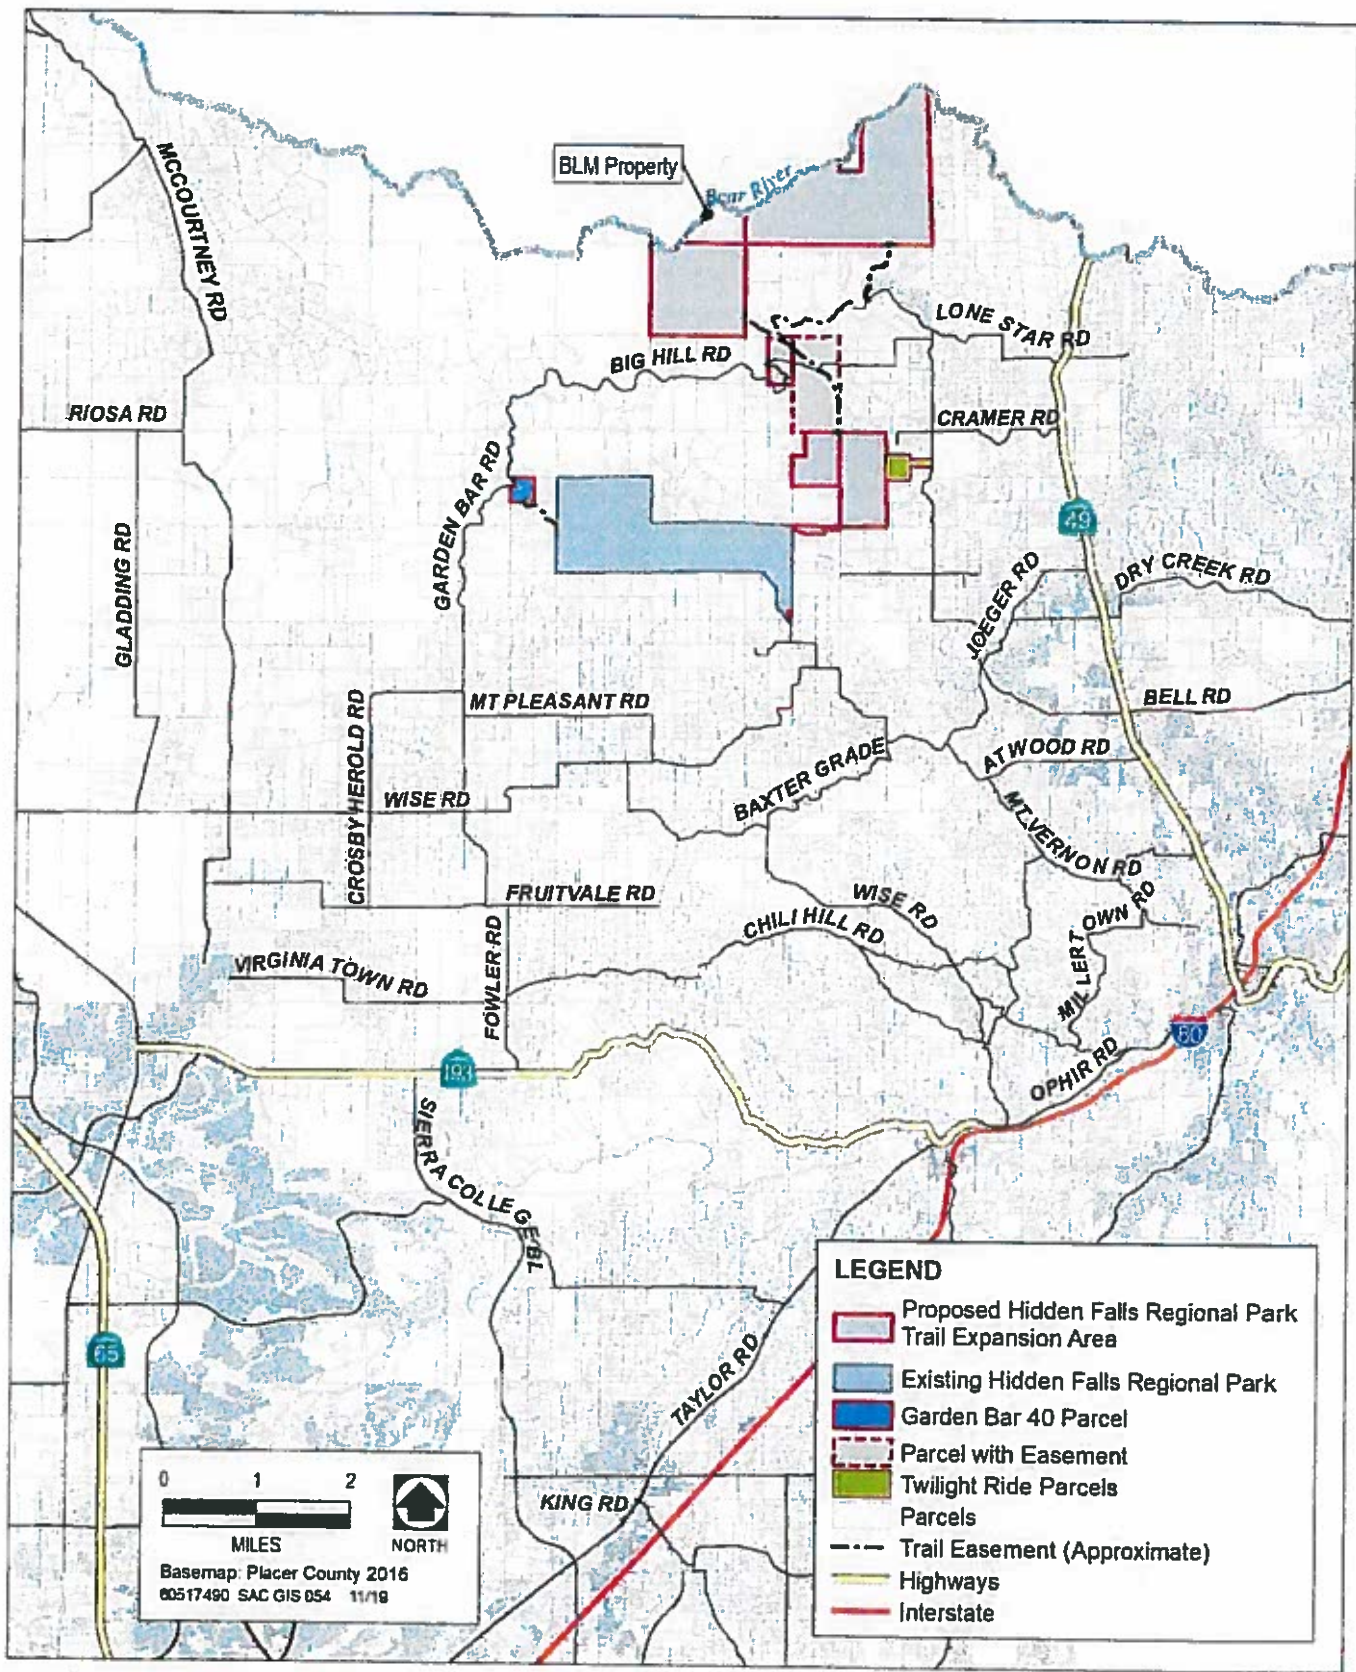 BLM Property
Bear River
MCCOURTNEY RD
LONE STAR RD
BIG HILL RD
RIOSA RD
CRAMER RD
GARDEN BAR RD
49
GLADDING RD
JOEGER RD
DRY CREEK RD
CROSBY HEROLD RD
MT PLEASANT RD
BELL RD
ATWOOD RD
BAXTER GRADE
WISE RD
MT VERNON RD
FRUITVALE RD
WISE RD
CHILI HILL RD
MILLERTOWN RD
VIRGINIA TOWN RD
FOWLER RD
80
OPHIR RD
193
SIERRA COLLEGE BL
65
TAYLOR RD
KING RD
LEGEND
Proposed Hidden Falls Regional Park
Trail Expansion Area
Existing Hidden Falls Regional Park
Garden Bar 40 Parcel
Parcel with Easement
Twilight Ride Parcels
Parcels
Trail Easement (Approximate)
Highways
Interstate
0 1 2
MILES
NORTH
Basemap: Placer County 2016
60517490 SAC GIS 054 11/19